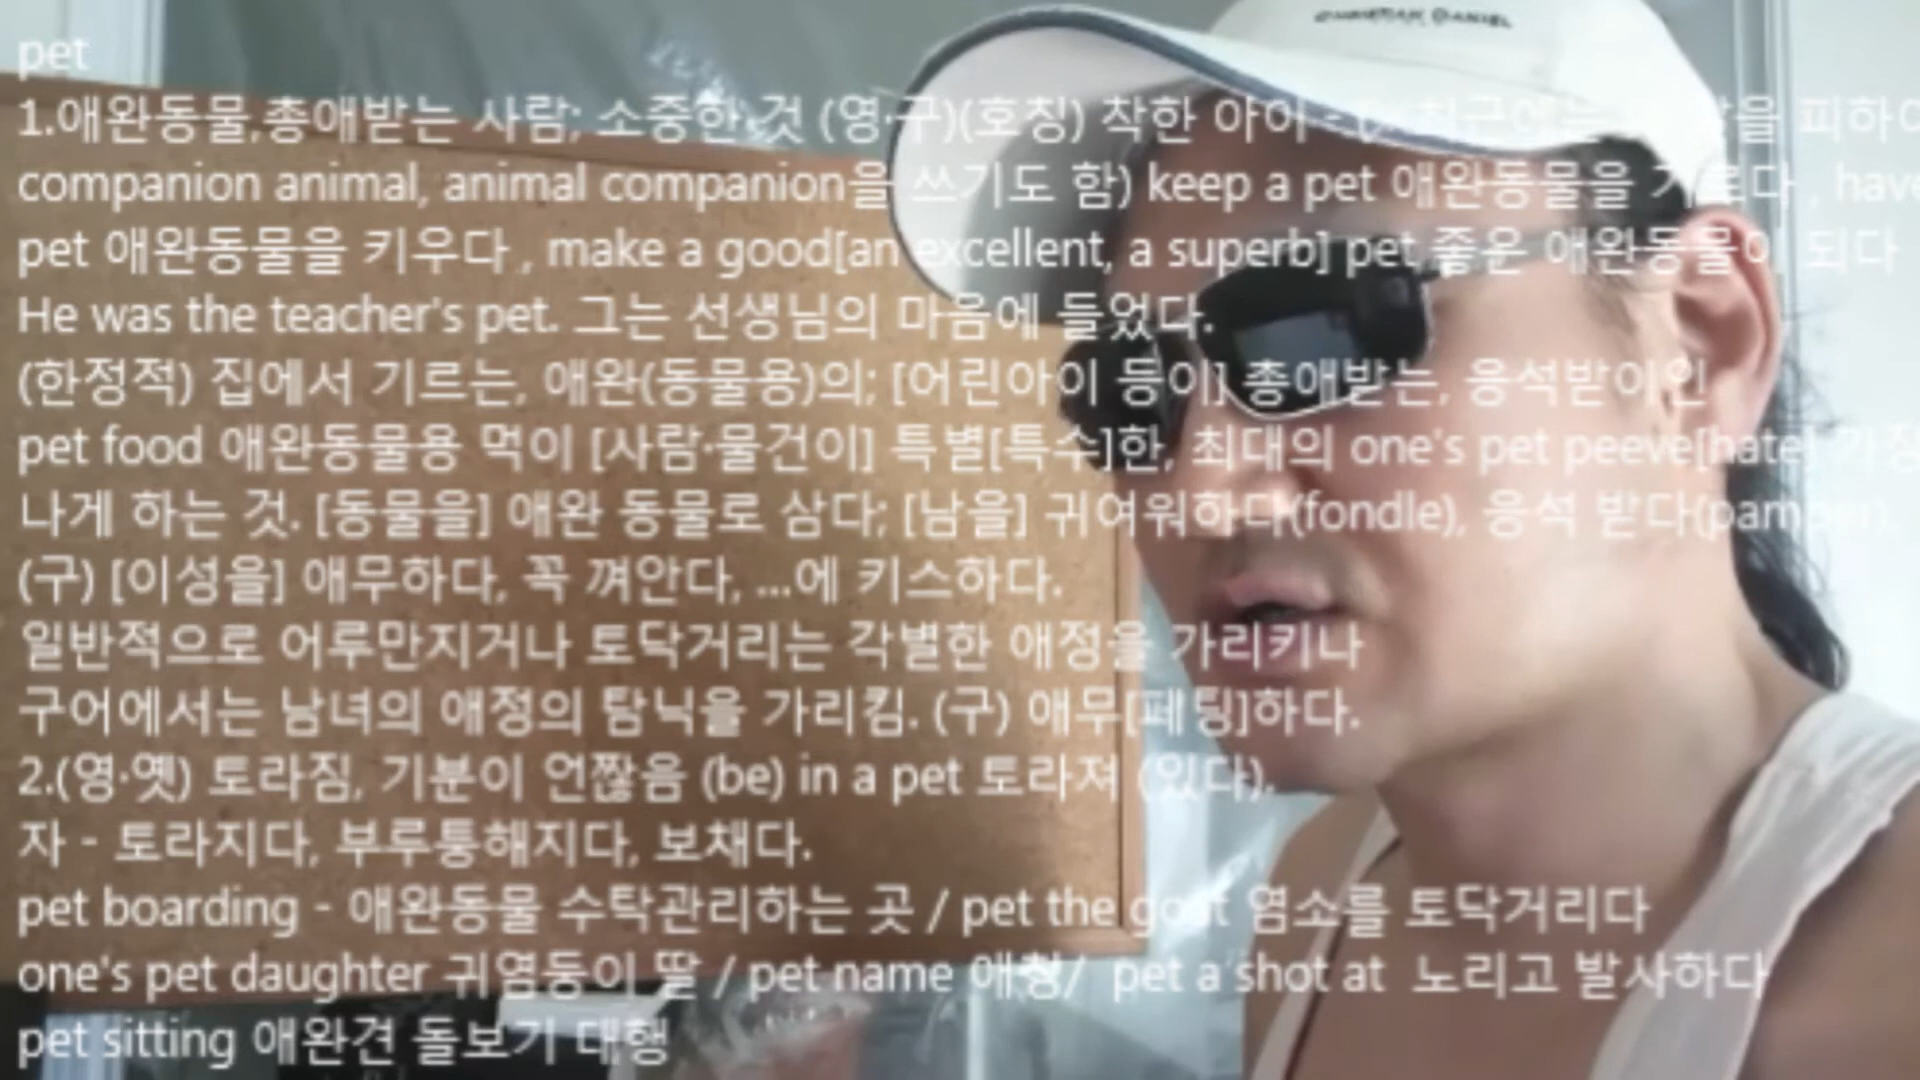 CHRISTIAN DANIEL
pet
1.애완동물,총애받는 사람; 소중한 것 (영·구)(호칭) 착한 아이 - 을 피하여
companion animal, animal companion을 쓰기도 함) keep a pet 애완동물을 기르다 , have
pet 애완동물을 키우다 , make a good[an excellent, a superb] pet 좋은 애완동물이 되다
He was the teacher's pet. 그는 선생님의 마음에 들었다.
(한정적) 집에서 기르는, 애완(동물용)의; [어린아이 등이] 총애받는, 응석받이인
pet food 애완동물용 먹이 [사람·물건이] 특별[특수]한, 최대의 one's pet peeve[hate]
나게 하는 것. [동물을] 애완 동물로 삼다; [남을] 귀여워하다(fondle), 응석 받다(pamper).
(구) [이성을] 애무하다, 꼭 껴안다, ...에 키스하다.
일반적으로 어루만지거나 토닥거리는 각별한 애정을 가리키나
구어에서는 남녀의 애정의 탐닉을 가리킴. (구) 애무[페팅]하다.
2.(영·옛) 토라짐, 기분이 언짢음 (be) in a pet 토라져 (있다).
자 - 토라지다, 부루퉁해지다, 보채다.
pet boarding - 애완동물 수탁관리하는 곳 / pet the goat 염소를 토닥거리다
one's pet daughter 귀염둥이 딸 / pet name 애칭/ pet a shot at 노리고 발사하다
pet sitting 애완견 돌보기 대행